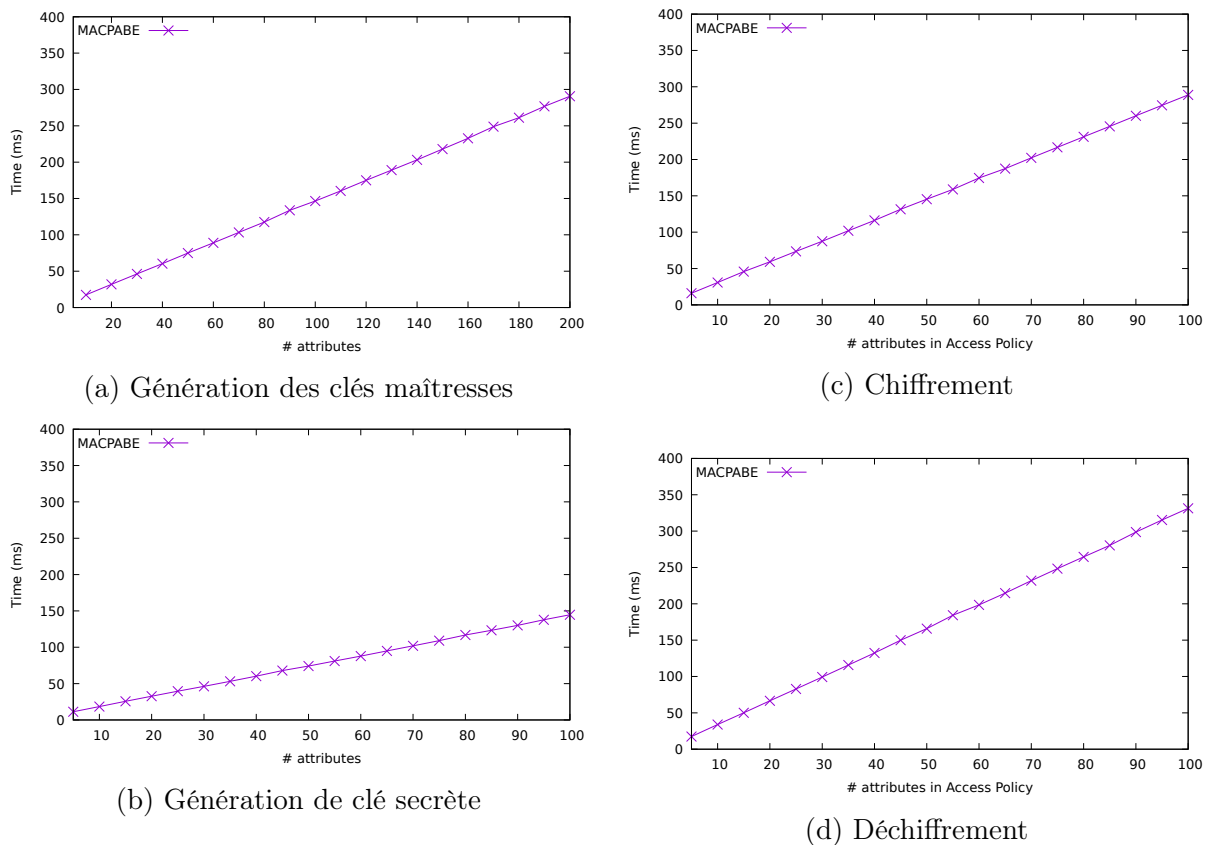 400
350
300
250
200
150
100
50
0
Time (ms)
MACPABE
20 40 60 80 100 120 140 160 180 200
# attributes
(a) Génération des clés maîtresses
400
350
300
250
200
150
100
50
0
Time (ms)
MACPABE
10 20 30 40 50 60 70 80 90 100
# attributes
(b) Génération de clé secrète
400
350
300
250
200
150
100
50
0
Time (ms)
MACPABE
10 20 30 40 50 60 70 80 90 100
# attributes in Access Policy
(c) Chiffrement
400
350
300
250
200
150
100
50
0
Time (ms)
MACPABE
10 20 30 40 50 60 70 80 90 100
# attributes in Access Policy
(d) Déchiffrement